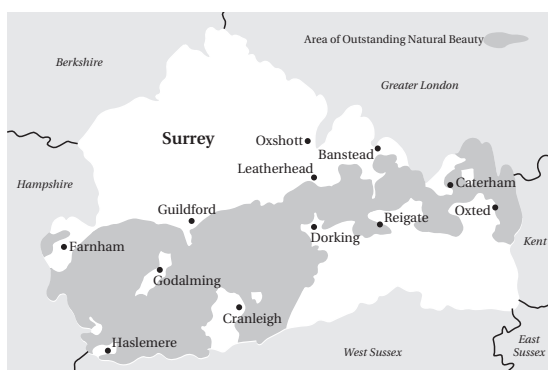 Area of Outstanding Natural Beauty
Berkshire
Greater London
Surrey
Oxshott
Banstead
Leatherhead
Hampshire
Caterham
Guildford
Oxted
Reigate
Farnham
Dorking
Kent
Godalming
Cranleigh
Haslemere
West Sussex
East
Sussex